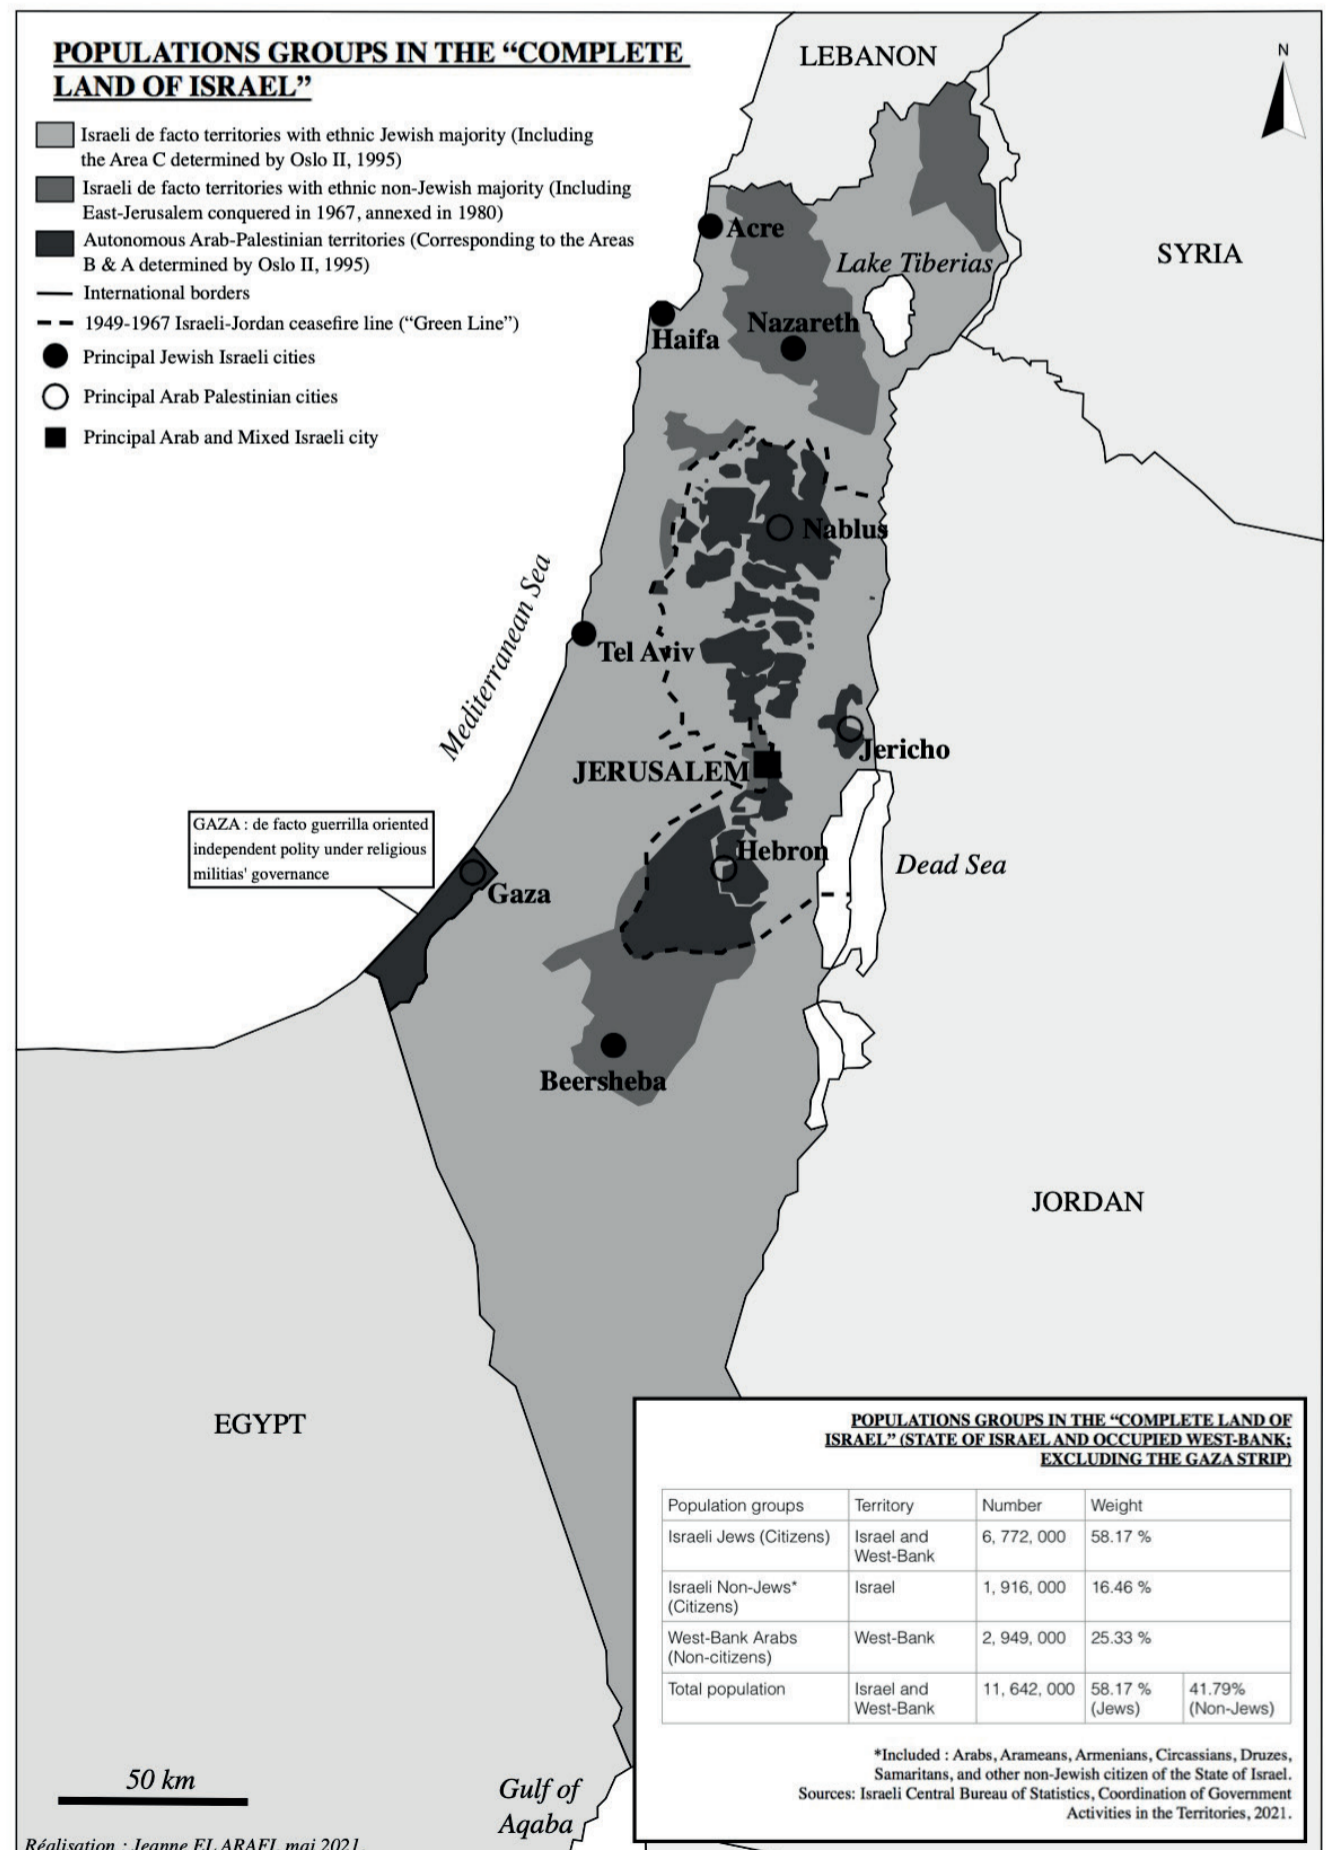 POPULATIONS GROUPS IN THE “COMPLETE
LAND OF ISRAEL”
Israeli de facto territories with ethnic Jewish majority (Including
the Area C determined by Oslo II, 1995)
Israeli de facto territories with ethnic non-Jewish majority (Including
East-Jerusalem conquered in 1967, annexed in 1980)
Autonomous Arab-Palestinian territories (Corresponding to the Areas
B & A determined by Oslo II, 1995)
International borders
1949-1967 Israeli-Jordan ceasefire line (“Green Line”)
Principal Jewish Israeli cities
Principal Arab Palestinian cities
Principal Arab and Mixed Israeli city
LEBANON
N
SYRIA
Acre
Lake Tiberias
Haifa
Nazareth
Nablus
Mediterranean Sea
Tel Aviv
Jericho
JERUSALEM
GAZA : de facto guerrilla oriented
independent polity under religious
militias' governance
Hebron
Dead Sea
Gaza
Beersheba
JORDAN
EGYPT
POPULATIONS GROUPS IN THE “COMPLETE LAND OF
ISRAEL” (STATE OF ISRAEL AND OCCUPIED WEST-BANK;
EXCLUDING THE GAZA STRIP)
Population groups Territory Number Weight
Israeli Jews (Citizens) Israel and 6, 772, 000 58.17 %
West-Bank
Israeli Non-Jews* Israel 1, 916, 000 16.46 %
(Citizens)
West-Bank Arabs West-Bank 2, 949, 000 25.33 %
(Non-citizens)
Total population Israel and 11, 642, 000 58.17 % 41.79%
West-Bank (Jews) (Non-Jews)
*Included : Arabs, Arameans, Armenians, Circassians, Druzes,
Samaritans, and other non-Jewish citizen of the State of Israel.
Sources: Israeli Central Bureau of Statistics, Coordination of Government
Activities in the Territories, 2021.
50 km
Gulf of
Aqaba
Réalisation : Jeanne EL ARAFI, mai 2021.